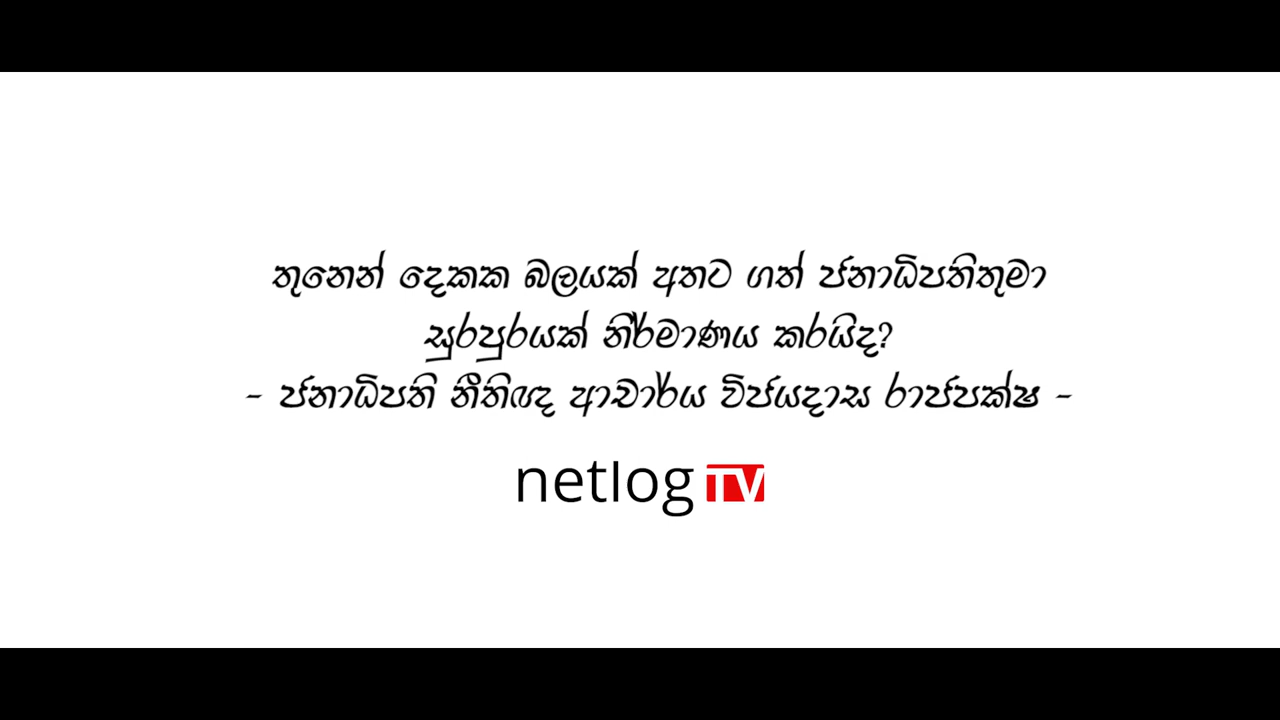 තුනෙන් දෙකක බලයක් අතට ගත් ජනාධිපතිතුමා
සුරපුරයක් නිර්මාණය කරයිද?
- ජනාධිපති නීතිඥ ආචාර්ය විජයදාස රාජපක්ෂ -
netlog TV